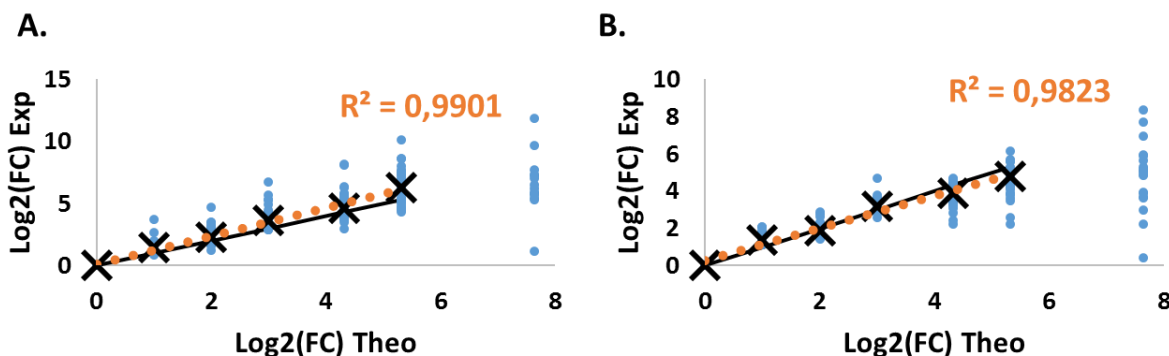 A.
15
10
5
0
0
2
4
6
8
Log2(FC) Exp
Log2(FC) Theo
R² = 0,9901
B.
10
8
6
4
2
0
0
2
4
6
8
Log2(FC) Exp
Log2(FC) Theo
R² = 0,9823